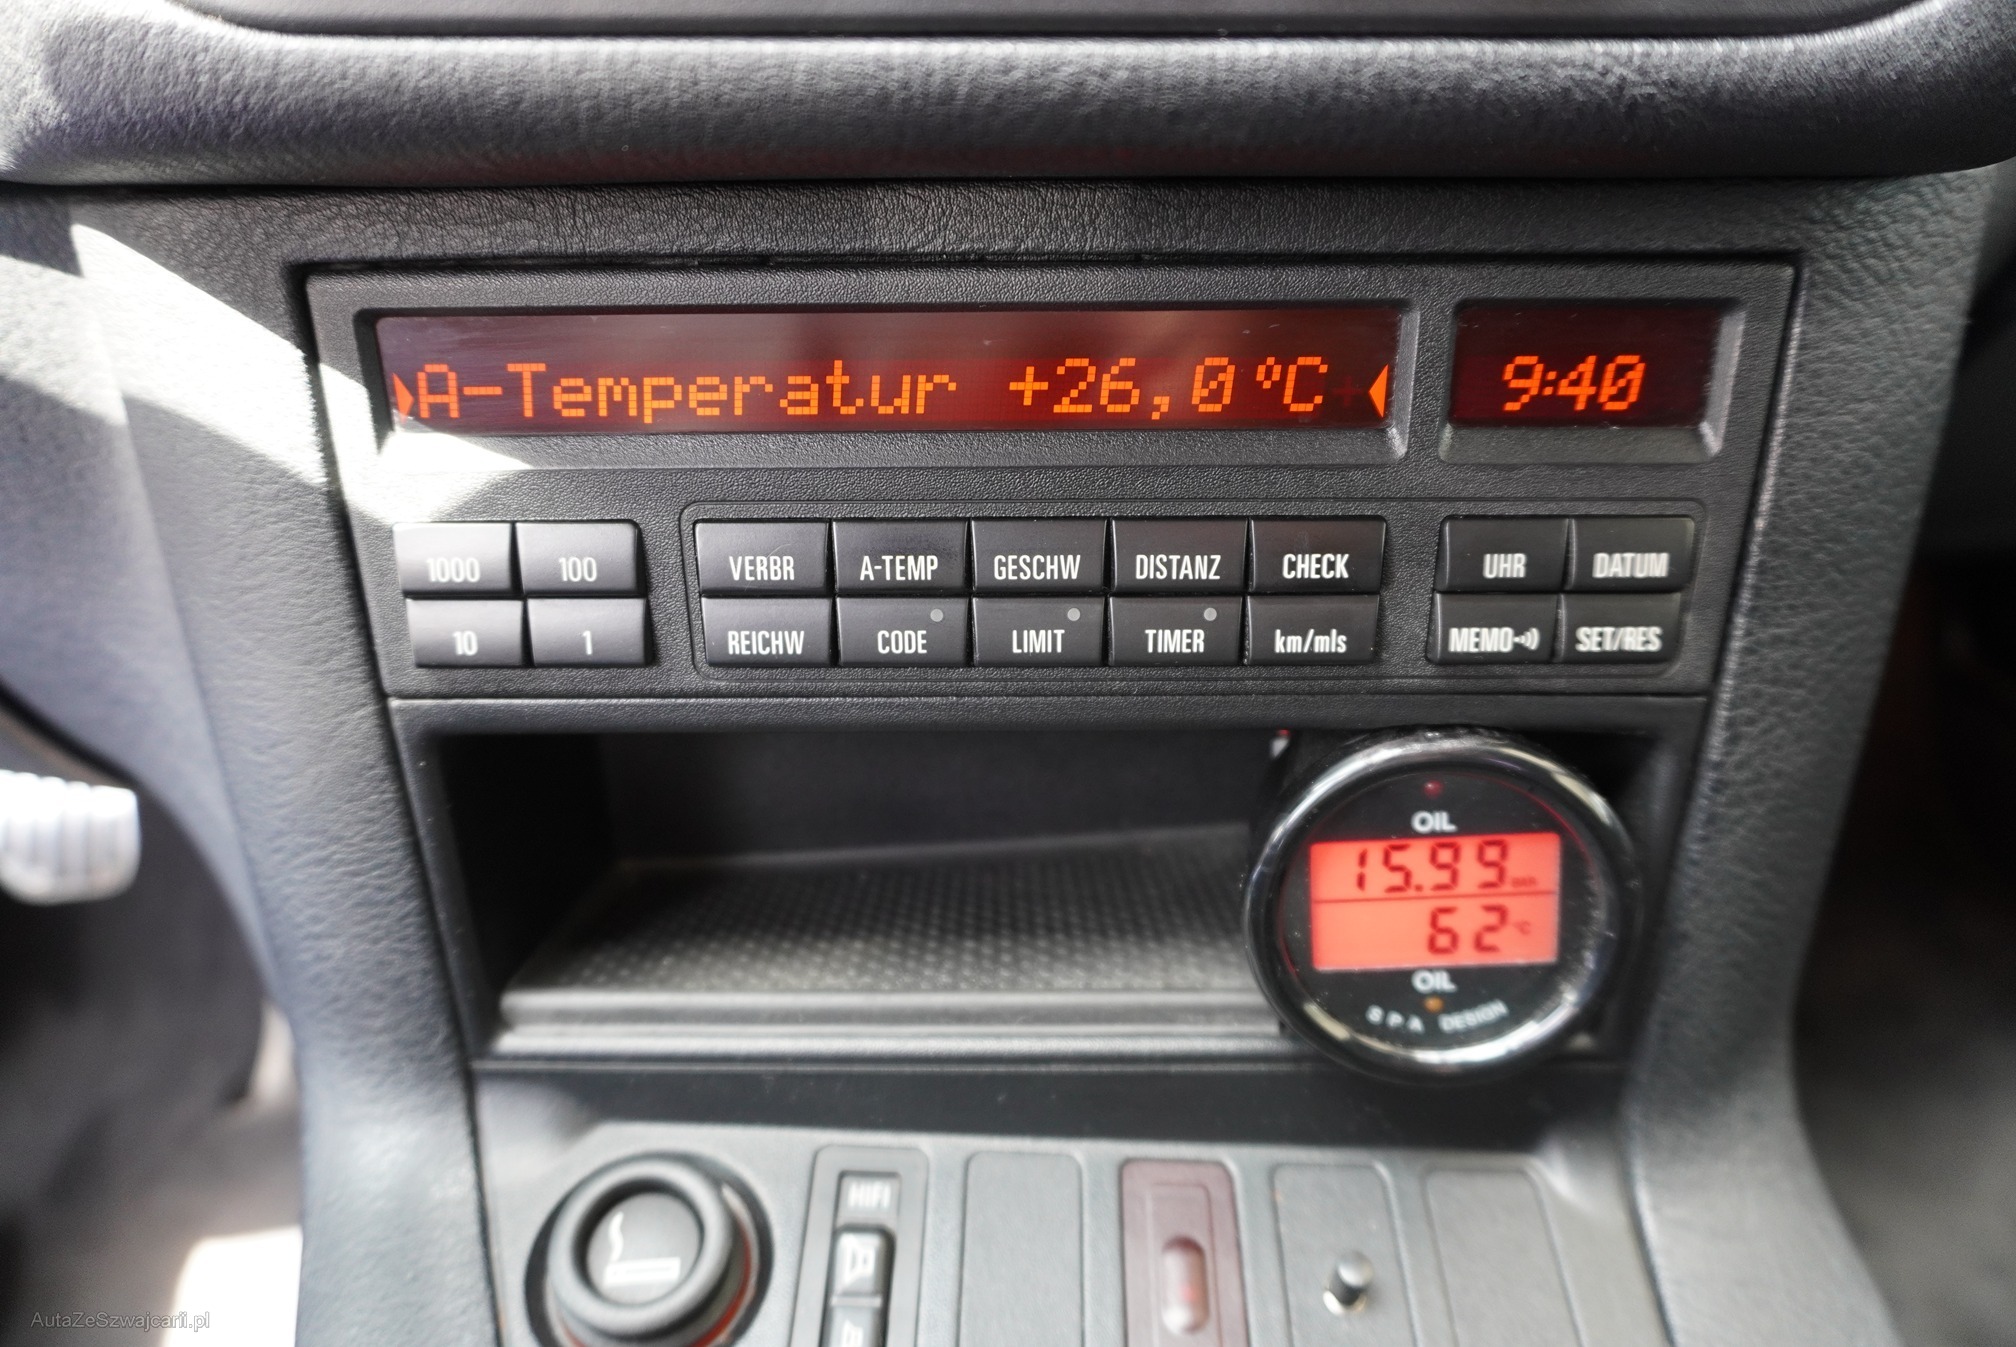 A-Temperatur +26,0°C
9:40
1000 100 VERBR A-TEMP GESCHW DISTANZ CHECK UHR DATUM
10 1 REICHW CODE LIMIT TIMER km/mls MEMO SET/RES
OIL
15.99
62 °C
OIL
SPA DESIGN
HIFI
AutaZeSzwajcarii.pl